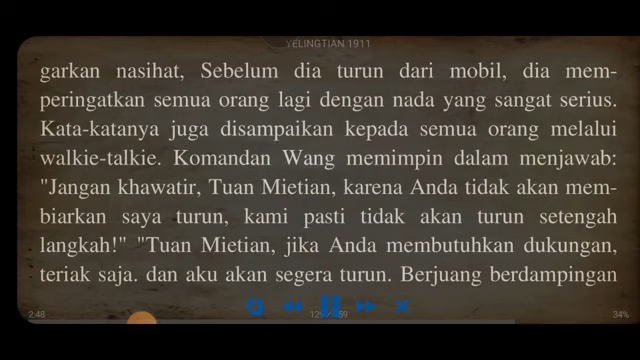 YELINGTIAN 1911
garkan nasihat, Sebelum dia turun dari mobil, dia mem-
peringatkan semua orang lagi dengan nada yang sangat serius.
Kata-katanya juga disampaikan kepada semua orang melalui
walkie-talkie. Komandan Wang memimpin dalam menjawab:
"Jangan khawatir, Tuan Mietian, karena Anda tidak akan mem-
biarkan saya turun, kami pasti tidak akan turun setengah
langkah!" "Tuan Mietian, jika Anda membutuhkan dukungan,
teriak saja. dan aku akan segera turun. Berjuang berdampingan
2:48
34%